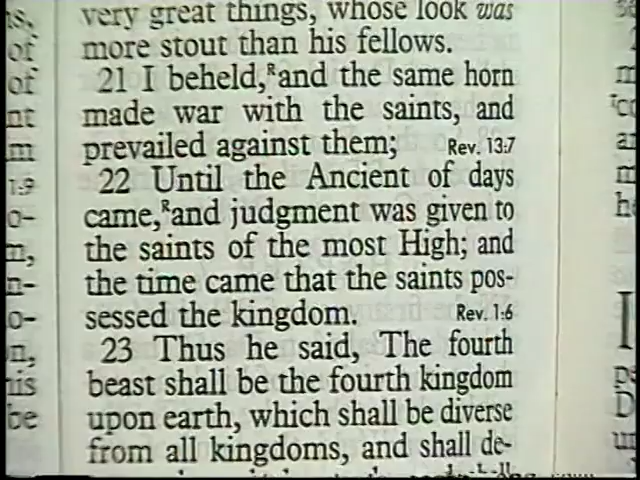 very great things, whose look was
more stout than his fellows.
21 I beheld,ᴿand the same horn
made war with the saints, and
prevailed against them; Rev. 13:7
22 Until the Ancient of days
came,ᴿand judgment was given to
the saints of the most High; and
the time came that the saints pos-
sessed the kingdom. Rev. 1:6
23 Thus he said, The fourth
beast shall be the fourth kingdom
upon earth, which shall be diverse
from all kingdoms, and shall de-